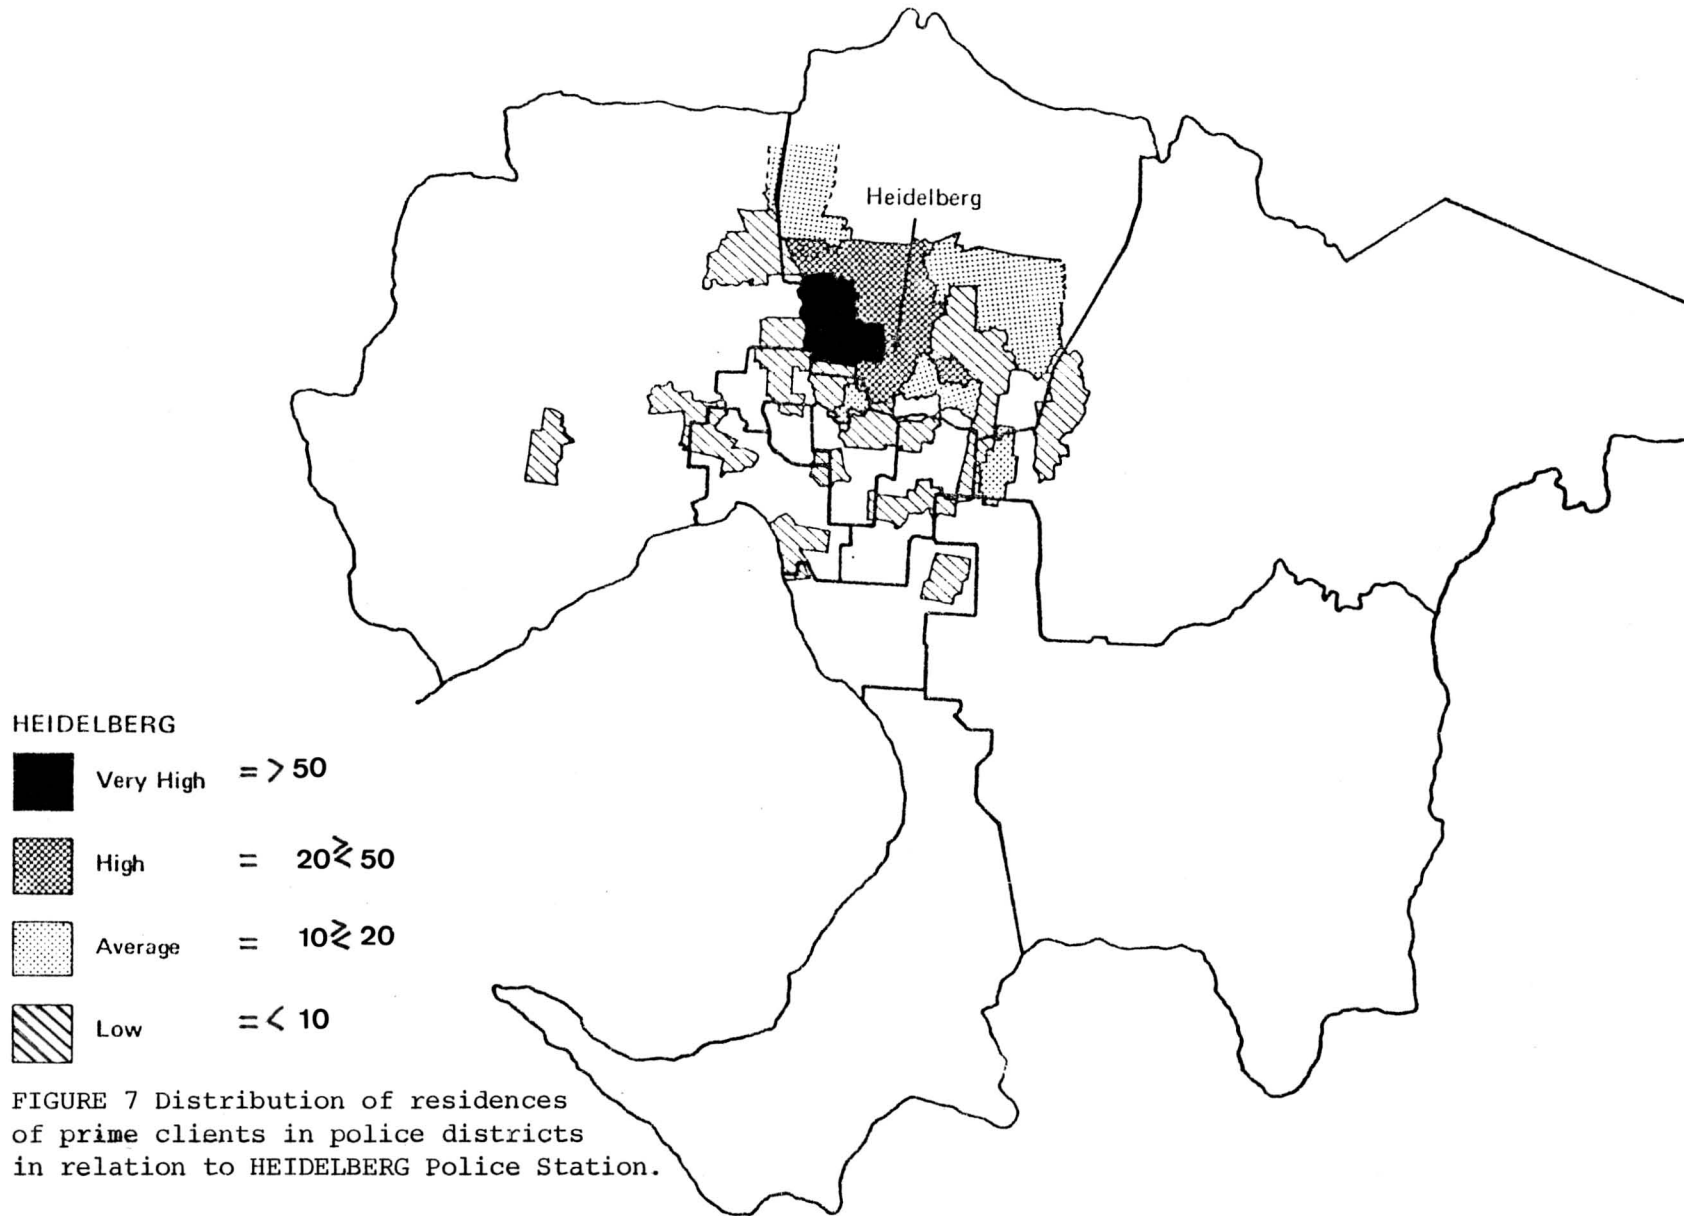 Heidelberg
HEIDELBERG
Very High = > 50
High = 20 ≷ 50
Average = 10 ≷ 20
Low = < 10
FIGURE 7 Distribution of residences
of prime clients in police districts
in relation to HEIDELBERG Police Station.